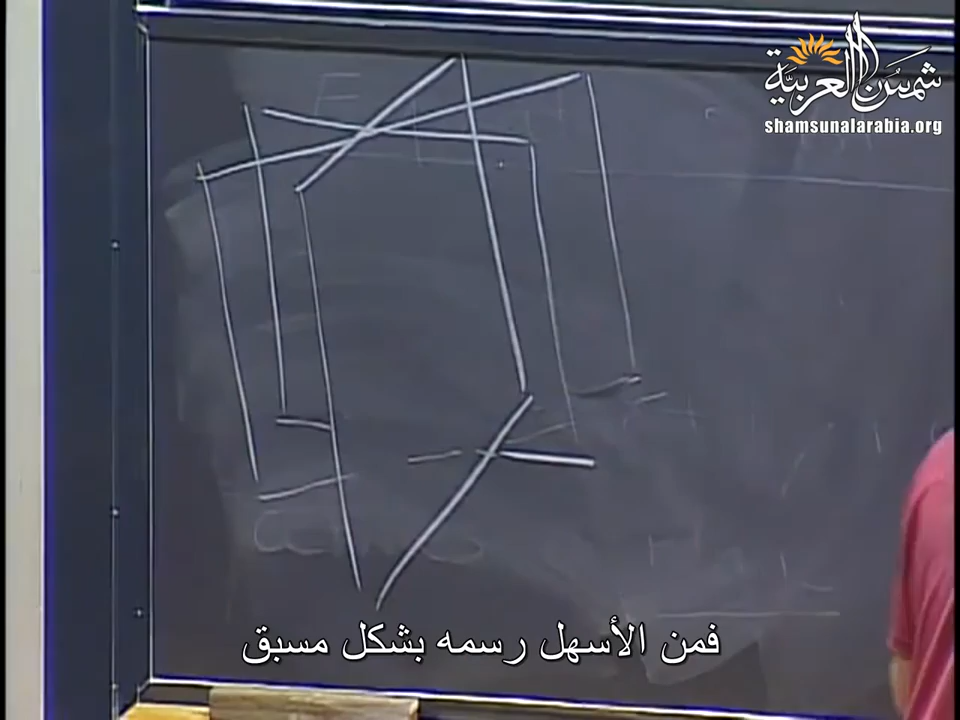 شمس العربية
shamsunalarabia.org
فمن الأسهل رسمه بشكل مسبق